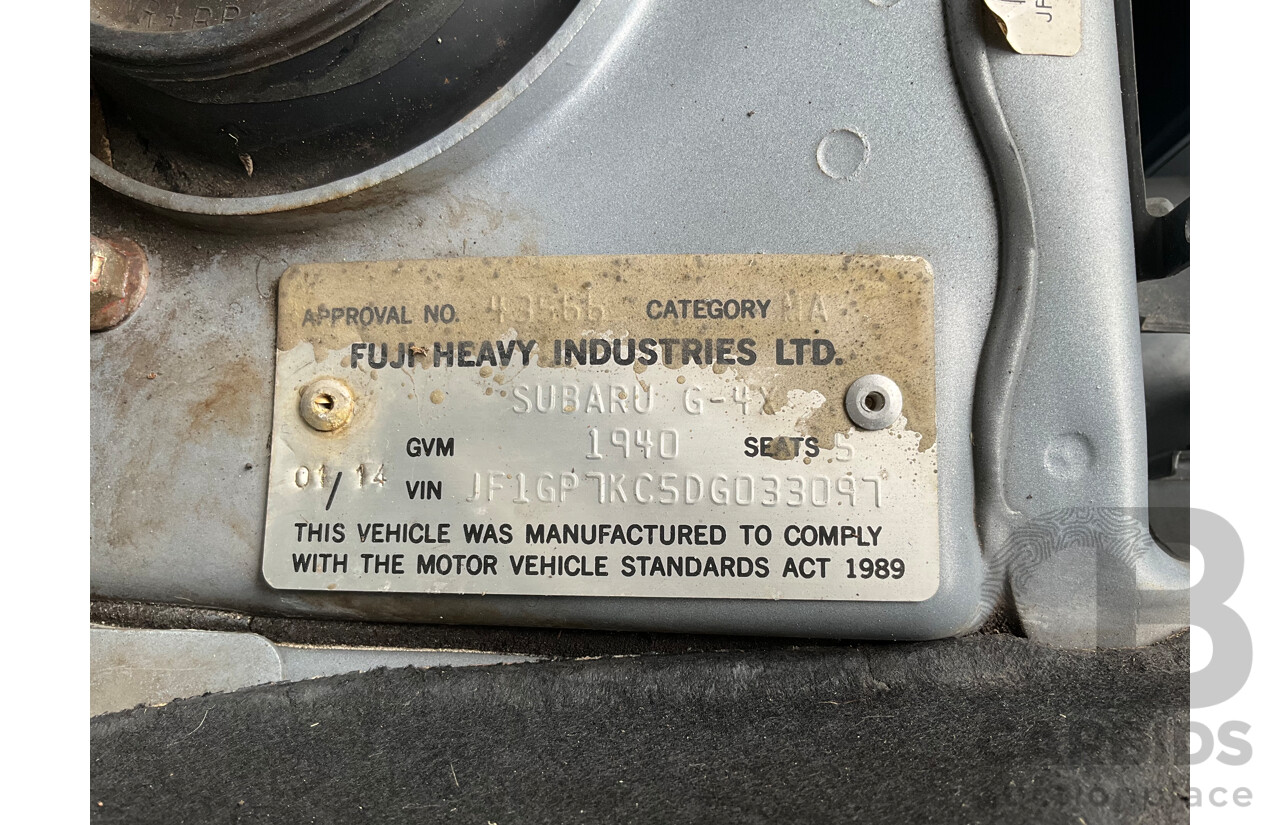 APPROVAL NO. 43566 CATEGORY MA
FUJI HEAVY INDUSTRIES LTD.
SUBARU G-4X
GVM 1940 SEATS 5
01/14 VIN JF1GP7KC5DG033097
THIS VEHICLE WAS MANUFACTURED TO COMPLY
WITH THE MOTOR VEHICLE STANDARDS ACT 1989